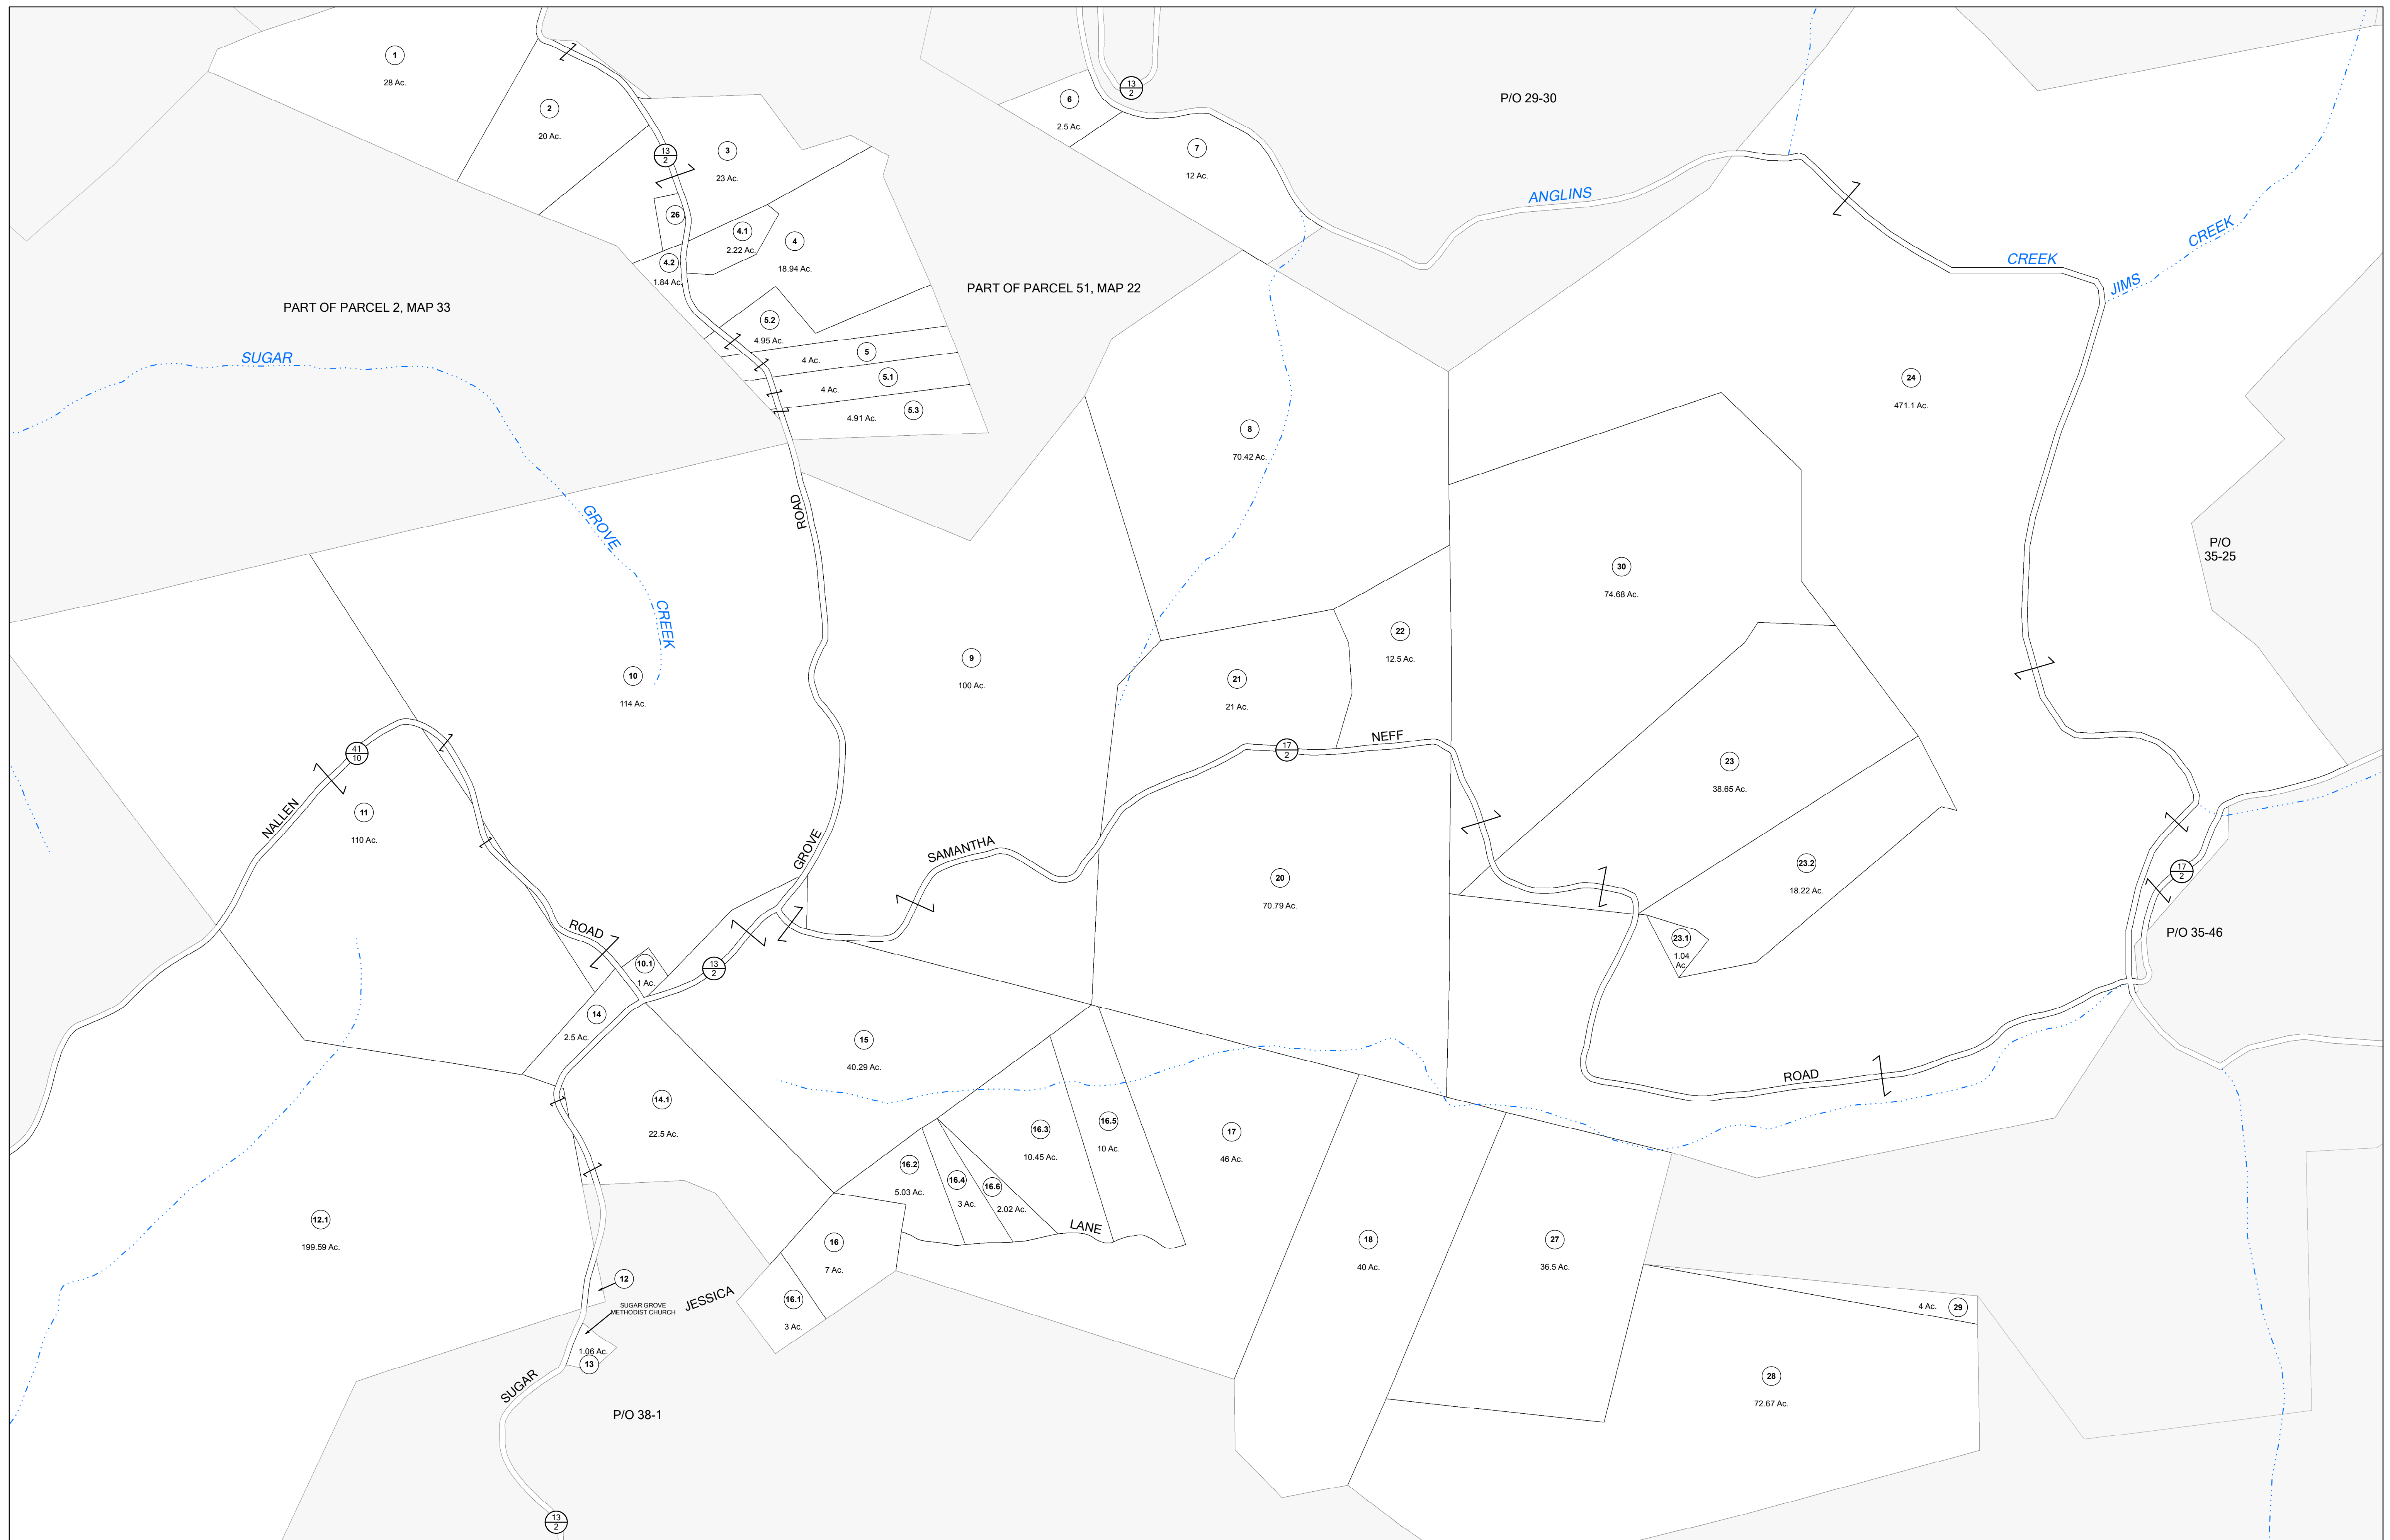 1
28 Ac.
2
20 Ac.
13
2
3
23 Ac.
26
4.1
2.22 Ac.
4
18.94 Ac.
4.2
1.84 Ac.
5.2
4.95 Ac.
4 Ac.
5
4 Ac.
5.1
4.91 Ac.
5.3
6
2.5 Ac.
13
2
7
12 Ac.
P/O 29-30
ANGLINS
CREEK
JIMS
CREEK
PART OF PARCEL 2, MAP 33
PART OF PARCEL 51, MAP 22
SUGAR
GROVE
CREEK
ROAD
8
70.42 Ac.
24
471.1 Ac.
P/O
35-25
30
74.68 Ac.
10
114 Ac.
9
100 Ac.
22
12.5 Ac.
21
21 Ac.
17
2
NEFF
41
10
NALLEN
11
110 Ac.
GROVE
SAMANTHA
23
38.65 Ac.
20
70.79 Ac.
23.2
18.22 Ac.
17
2
P/O 35-46
ROAD
10.1
1 Ac.
13
2
23.1
1.04
Ac.
14
2.5 Ac.
15
40.29 Ac.
ROAD
14.1
22.5 Ac.
16.2
5.03 Ac.
16.4
3 Ac.
16.6
2.02 Ac.
16.3
10.45 Ac.
16.5
10 Ac.
17
46 Ac.
12.1
199.59 Ac.
LANE
16
7 Ac.
18
40 Ac.
27
36.5 Ac.
12
SUGAR GROVE
METHODIST CHURCH
JESSICA
16.1
3 Ac.
4 Ac.
29
1.06 Ac.
13
SUGAR
P/O 38-1
28
72.67 Ac.
13
2